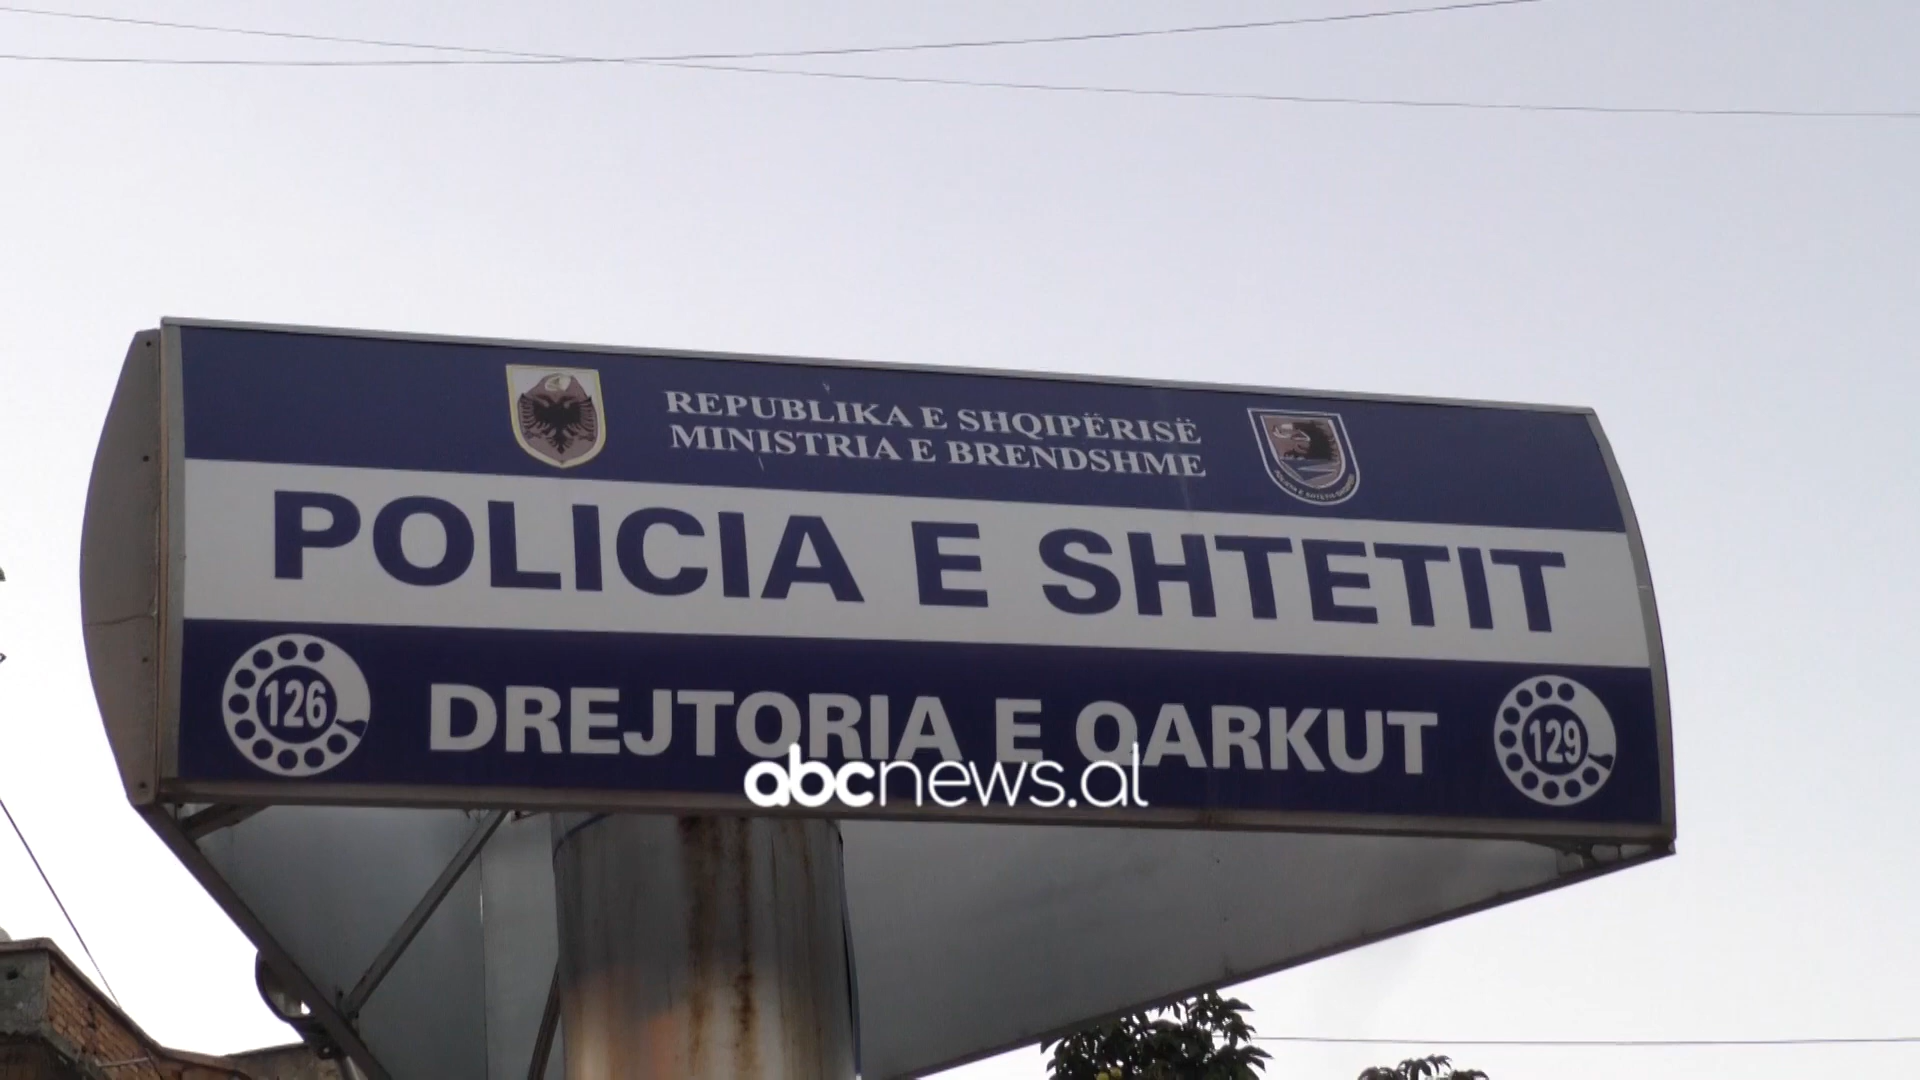 REPUBLIKA E SHQIPËRISË
MINISTRIA E BRENDSHME
POLICIA E SHTETIT
126
DREJTORIA E QARKUT
129
abcnews.al